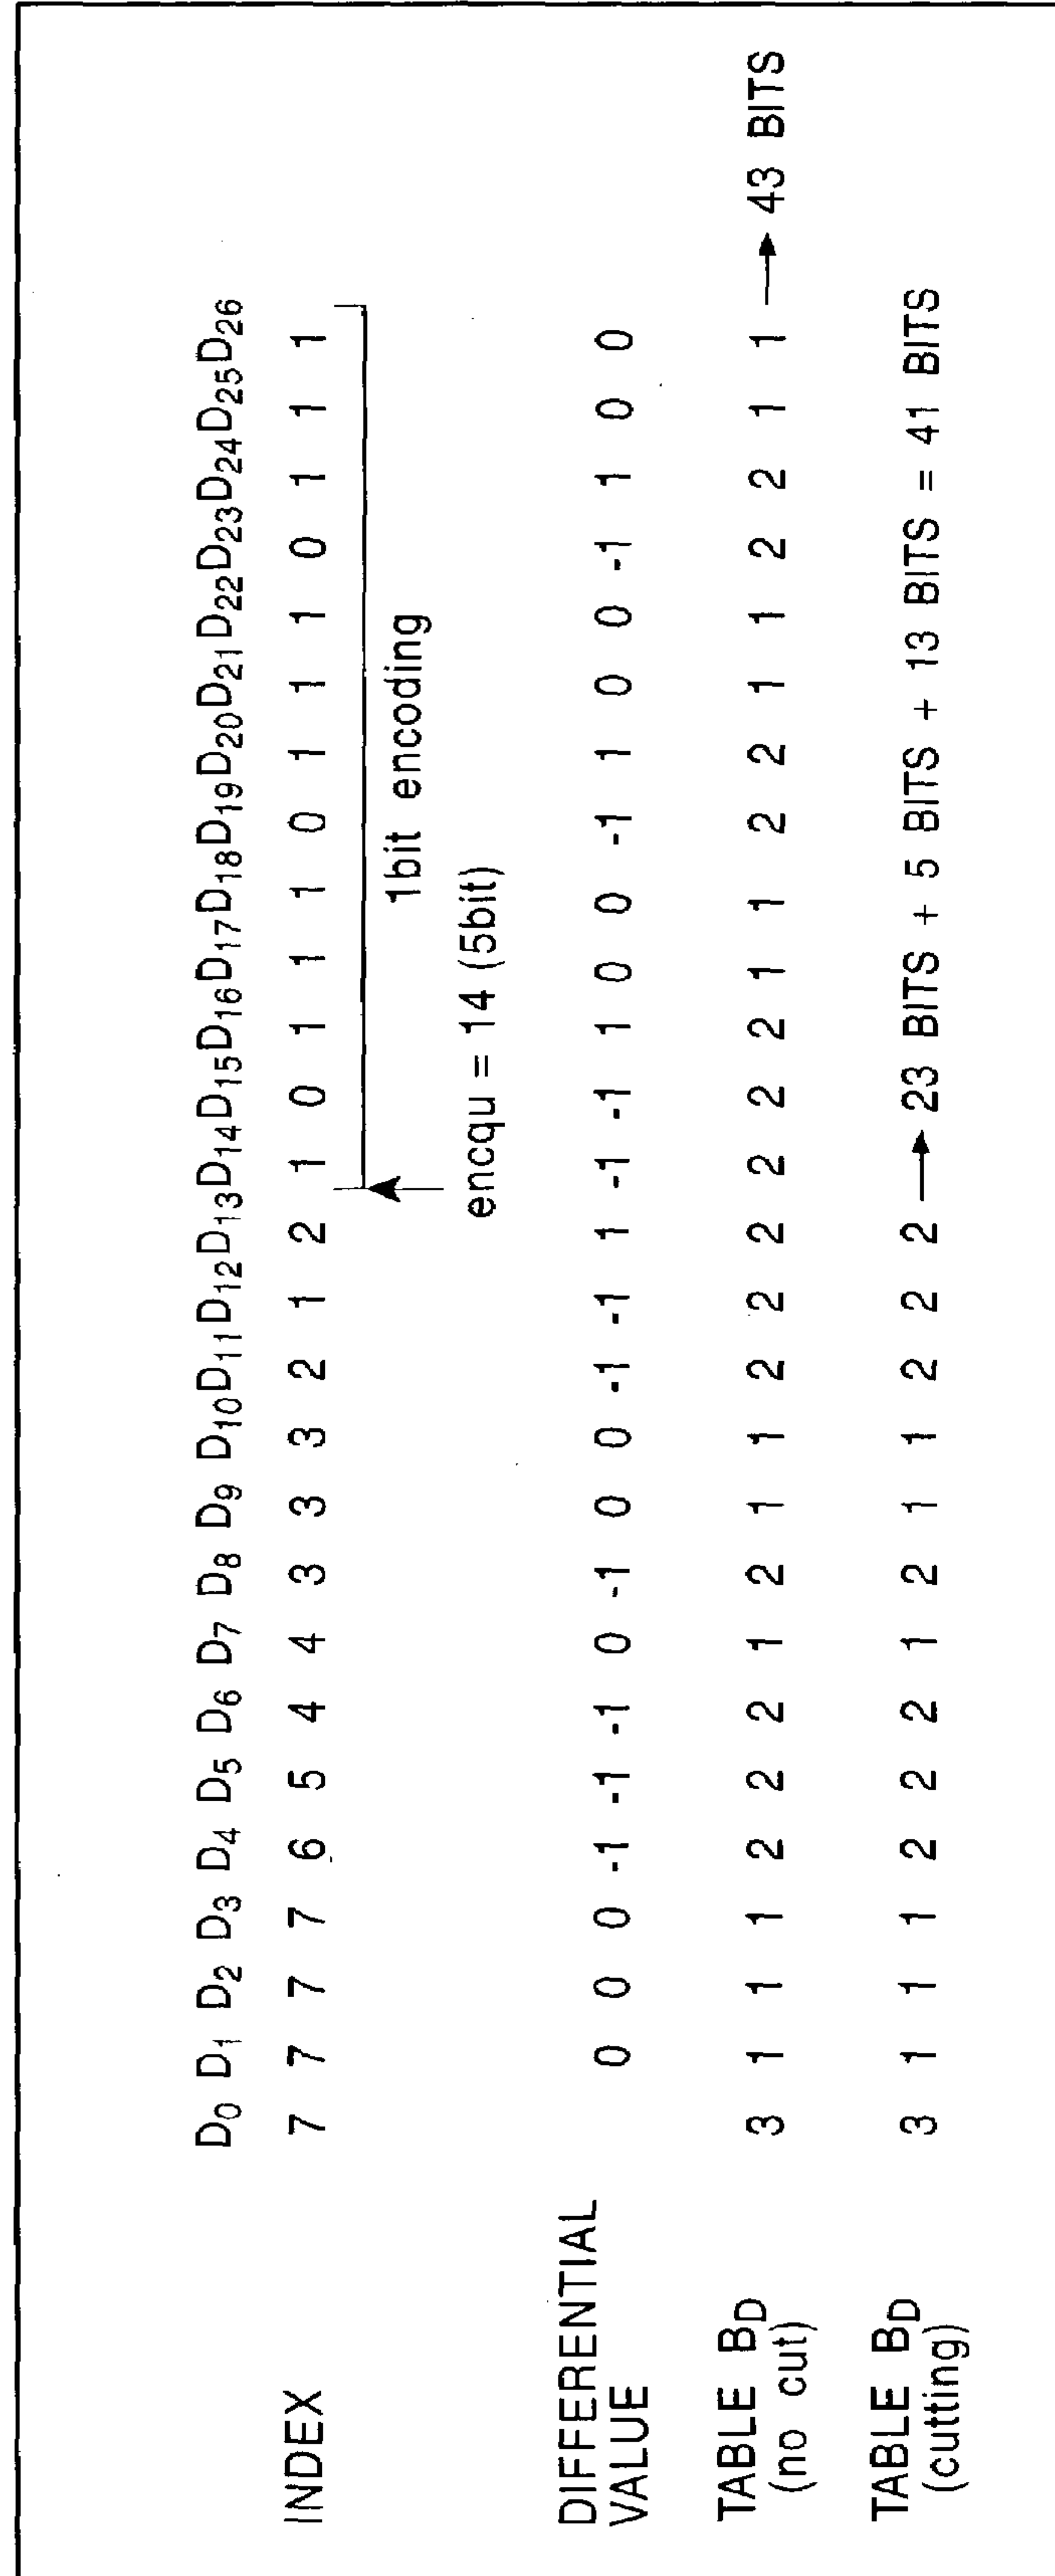 D0 D1 D2 D3 D4 D5 D6 D7 D8 D9 D10 D11 D12 D13 D14 D15 D16 D17 D18 D19 D20 D21 D22 D23 D24 D25 D26
INDEX 7 7 7 7 6 5 4 4 3 3 3 2 1 2 1 0 1 1 1 0 1 1 1 0 1 1 1
1bit encoding
encqu = 14 (5bit)
DIFFERENTIAL
VALUE 0 0 0 -1 -1 -1 0 -1 0 0 -1 -1 1 -1 -1 1 0 0 -1 1 0 0 -1 1 0 0
TABLE BD 3 1 1 1 2 2 2 1 2 1 1 2 2 2 2 2 2 1 1 2 2 1 1 2 2 1 1 → 43 BITS
(no cut)
TABLE BD 3 1 1 1 2 2 2 1 2 1 1 2 2 2 → 23 BITS + 5 BITS + 13 BITS = 41 BITS
(cutting)